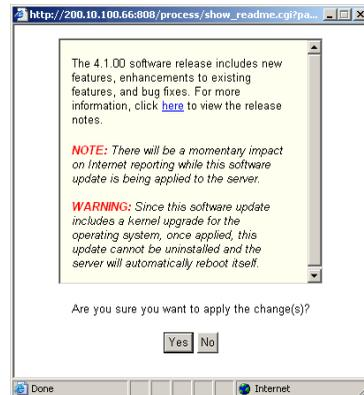 http://200.10.100.66:808/process/show_readme.cgi?pa...
The 4.1.00 software release includes new
features, enhancements to existing
features, and bug fixes. For more
information, click here to view the release
notes.
NOTE: There will be a momentary impact
on Internet reporting while this software
update is being applied to the server.
WARNING: Since this software update
includes a kernel upgrade for the
operating system, once applied, this
update cannot be uninstalled and the
server will automatically reboot itself.
Are you sure you want to apply the change(s)?
Yes No
Done Internet